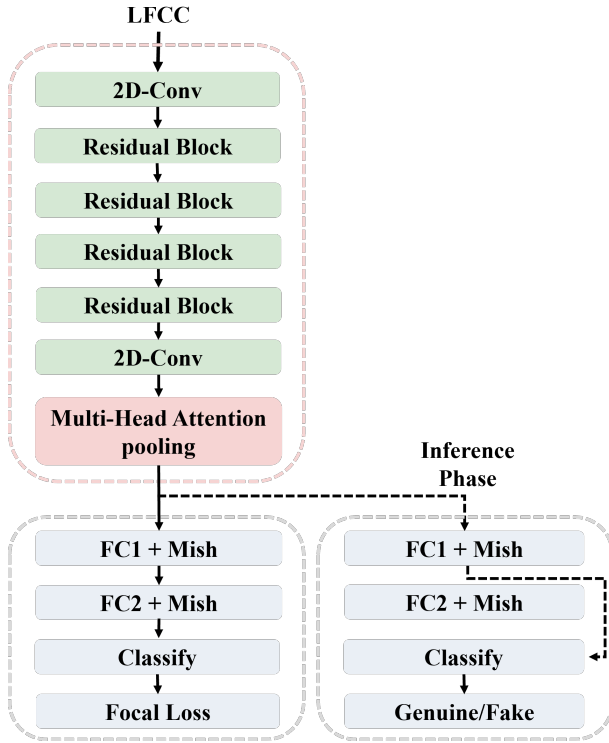 LFCC
2D-Conv
Residual Block
Residual Block
Residual Block
Residual Block
2D-Conv
Multi-Head Attention
pooling
Inference
Phase
FC1 + Mish
FC2 + Mish
Classify
Focal Loss
FC1 + Mish
FC2 + Mish
Classify
Genuine/Fake